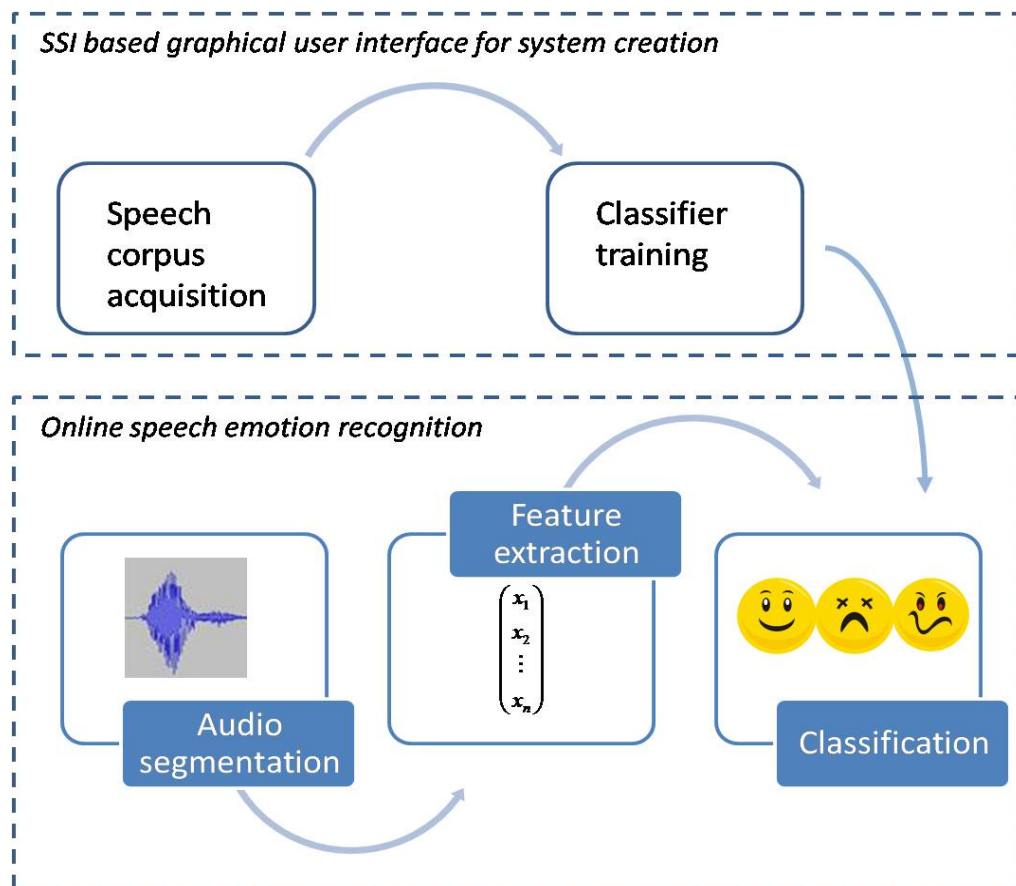 SSI based graphical user interface for system creation
Speech
corpus
acquisition
Classifier
training
Online speech emotion recognition
Audio
segmentation
Feature
extraction
x₁
x₂
⋮
xₙ
Classification